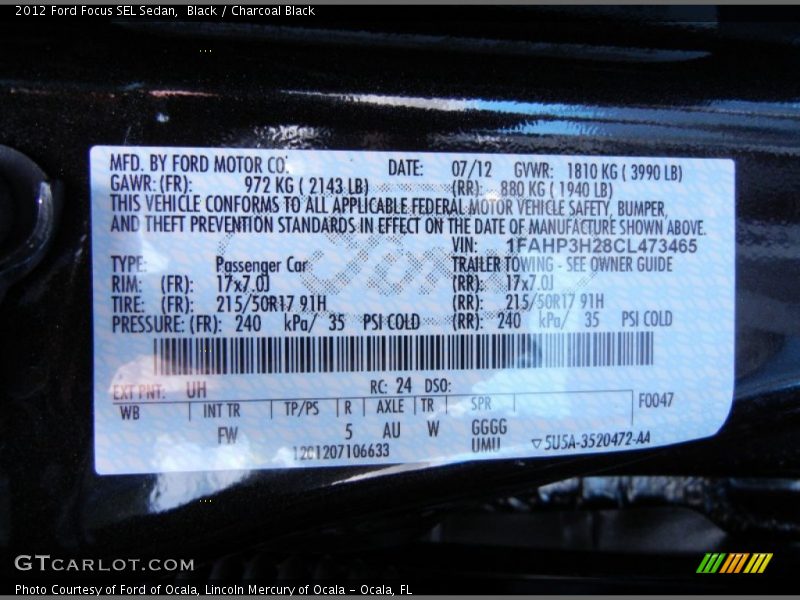 2012 Ford Focus SEL Sedan,  Black / Charcoal Black
MFD. BY FORD MOTOR CO. DATE: 07/12 GVWR: 1810 KG ( 3990 LB)
GAWR: (FR): 972 KG ( 2143 LB) (RR): 880 KG ( 1940 LB)
THIS VEHICLE CONFORMS TO ALL APPLICABLE FEDERAL MOTOR VEHICLE SAFETY, BUMPER,
AND THEFT PREVENTION STANDARDS IN EFFECT ON THE DATE OF MANUFACTURE SHOWN ABOVE.
VIN: 1FAHP3H28CL473465
TYPE: Passenger Car TRAILER TOWING - SEE OWNER GUIDE
RIM: (FR): 17x7.0J (RR): 17x7.0J
TIRE: (FR): 215/50R17 91H (RR): 215/50R17 91H
PRESSURE: (FR): 240 kPa/ 35 PSI COLD (RR): 240 kPa/ 35 PSI COLD
EXT PNT: UH RC: 24 DSO:
WB INT TR TP/PS R AXLE TR SPR F0047
FW 5 AU W GGGG
1201207106633 UMU ▽5U5A-3520472-AA
GTCARLOT.COM
Photo Courtesy of Ford of Ocala, Lincoln Mercury of Ocala - Ocala, FL